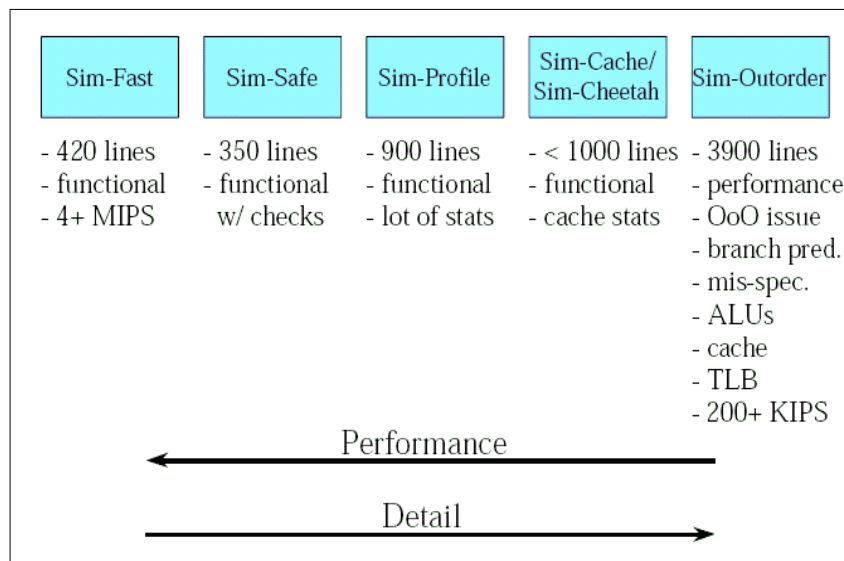 Sim-Fast
- 420 lines
- functional
- 4+ MIPS
Sim-Safe
- 350 lines
- functional
w/ checks
Sim-Profile
- 900 lines
- functional
- lot of stats
Sim-Cache/
Sim-Cheetah
- < 1000 lines
- functional
- cache stats
Sim-Outorder
- 3900 lines
- performance
- OoO issue
- branch pred.
- mis-spec.
- ALUs
- cache
- TLB
- 200+ KIPS
Performance
Detail